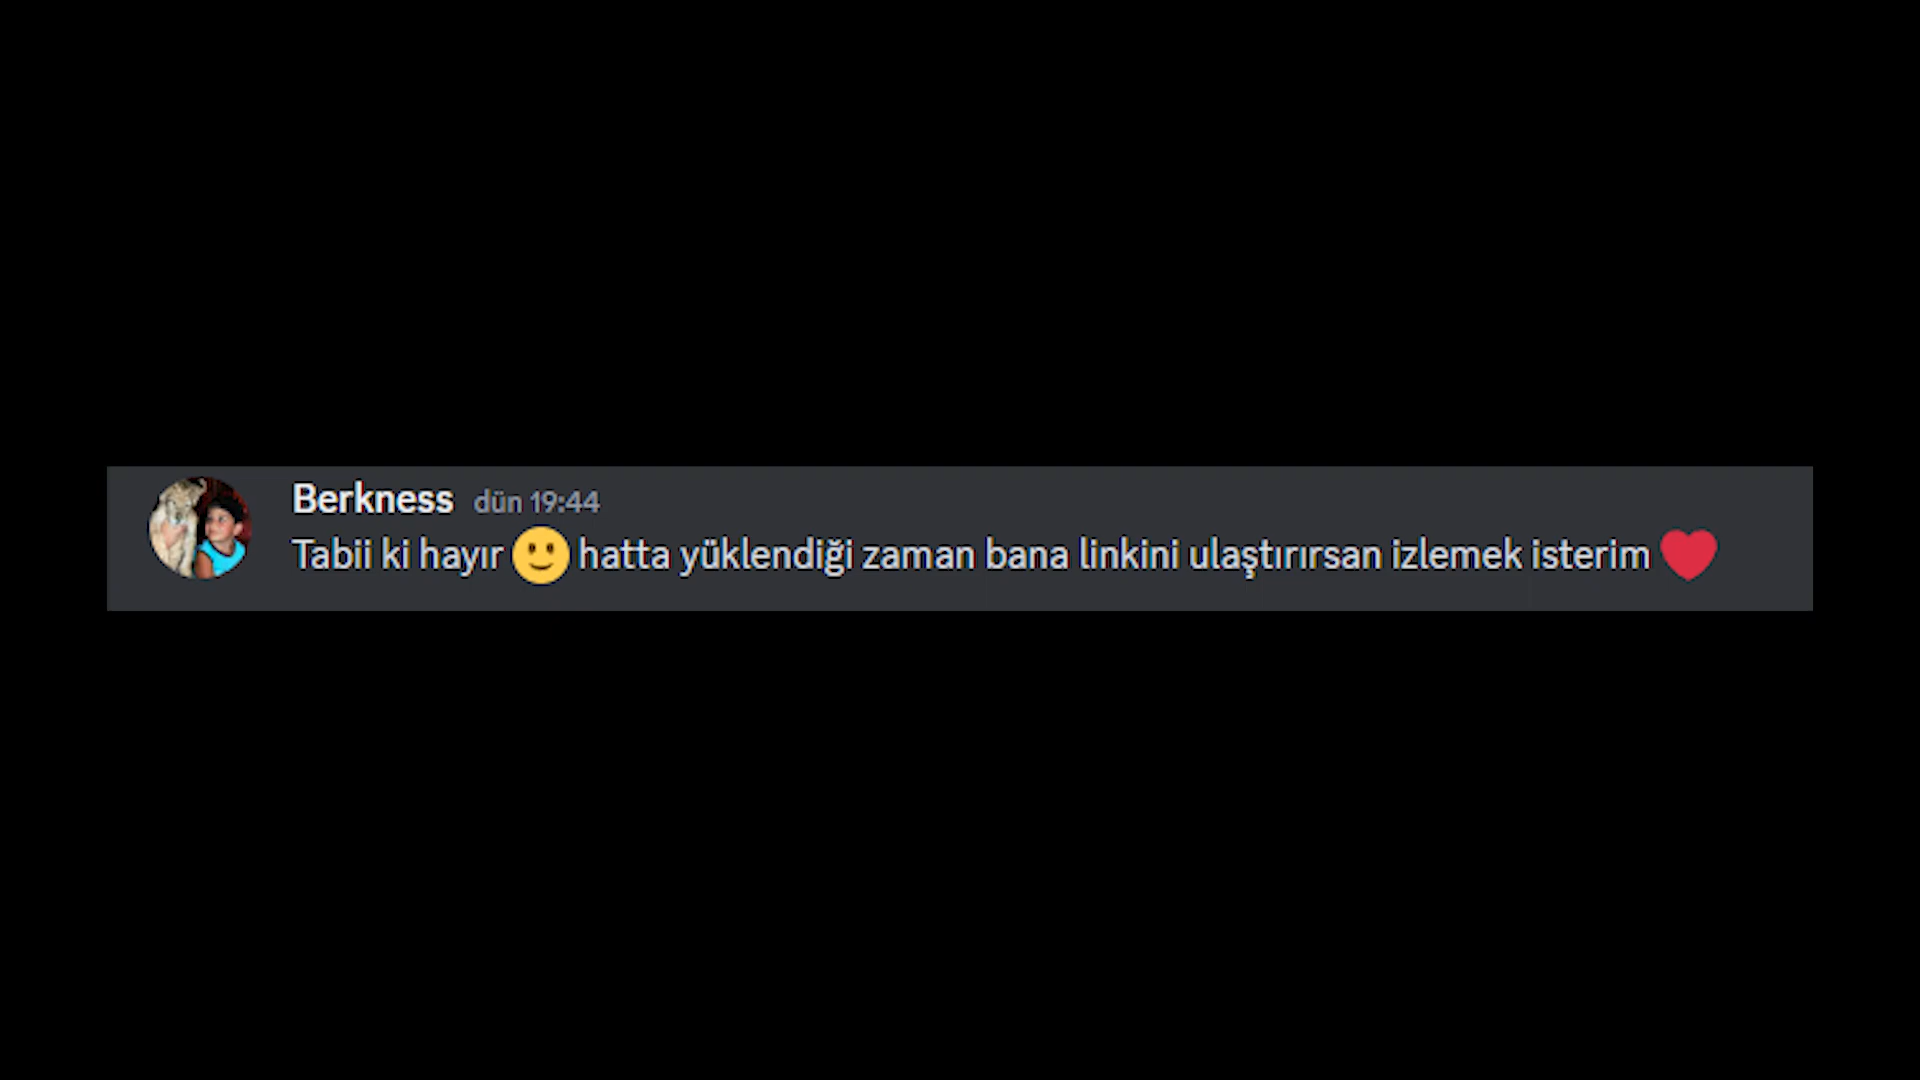 Berkness dün 19:44
Tabii ki hayır 🙂 hatta yüklendiği zaman bana linkini ulaştırırsan izlemek isterim ❤️